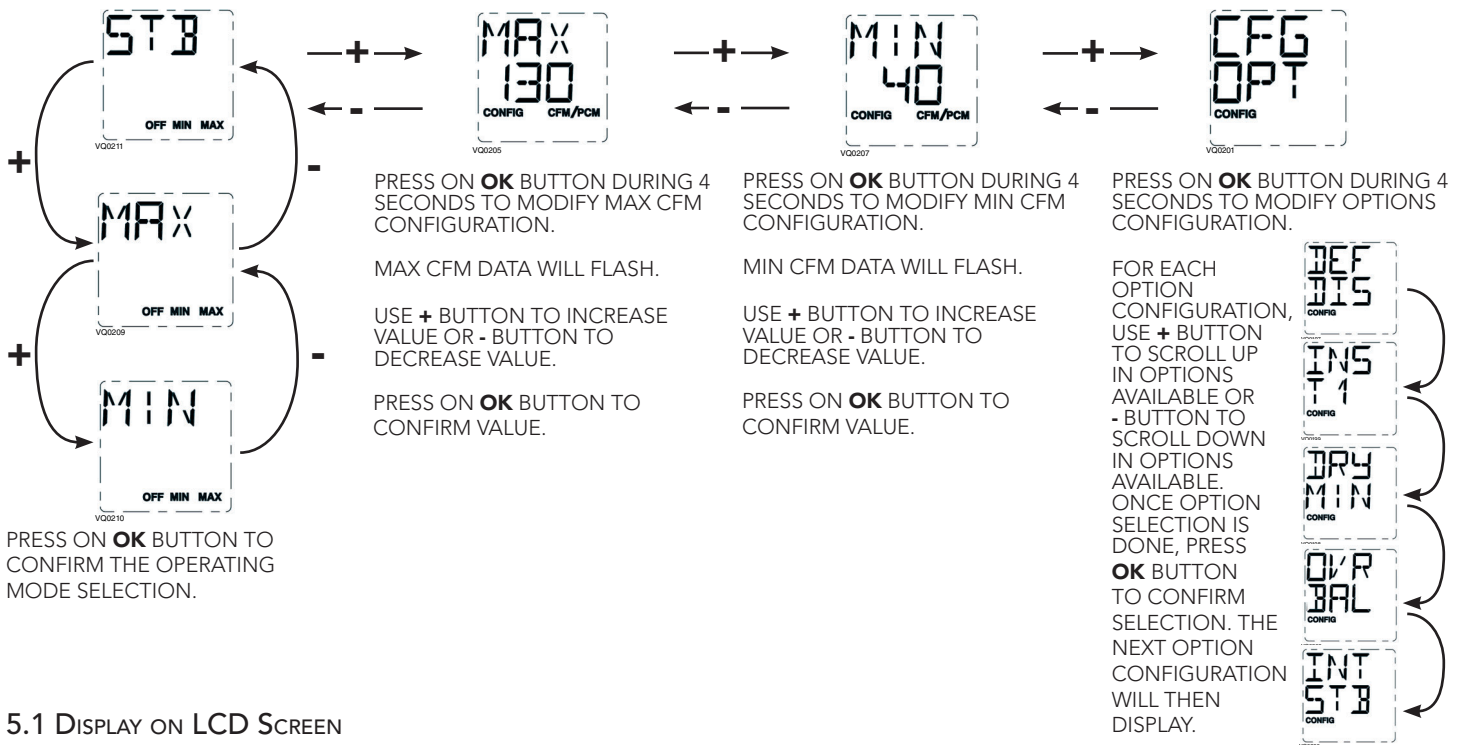 STB
OFF MIN MAX
VQ0211
+
-
MAX
OFF MIN MAX
VQ0209
+
-
MIN
OFF MIN MAX
VQ0210
PRESS ON OK BUTTON TO
CONFIRM THE OPERATING
MODE SELECTION.
+
-
MAX
130
CONFIG CFM/PCM
VQ0205
PRESS ON OK BUTTON DURING 4
SECONDS TO MODIFY MAX CFM
CONFIGURATION.
MAX CFM DATA WILL FLASH.
USE + BUTTON TO INCREASE
VALUE OR - BUTTON TO
DECREASE VALUE.
PRESS ON OK BUTTON TO
CONFIRM VALUE.
+
-
MIN
40
CONFIG CFM/PCM
VQ0207
PRESS ON OK BUTTON DURING 4
SECONDS TO MODIFY MIN CFM
CONFIGURATION.
MIN CFM DATA WILL FLASH.
USE + BUTTON TO INCREASE
VALUE OR - BUTTON TO
DECREASE VALUE.
PRESS ON OK BUTTON TO
CONFIRM VALUE.
+
-
CFG
OPT
CONFIG
VQ0201
PRESS ON OK BUTTON DURING 4
SECONDS TO MODIFY OPTIONS
CONFIGURATION.
FOR EACH
OPTION
CONFIGURATION,
USE + BUTTON
TO SCROLL UP
IN OPTIONS
AVAILABLE OR
- BUTTON TO
SCROLL DOWN
IN OPTIONS
AVAILABLE.
ONCE OPTION
SELECTION IS
DONE, PRESS
OK BUTTON
TO CONFIRM
SELECTION. THE
NEXT OPTION
CONFIGURATION
WILL THEN
DISPLAY.
DEF
DIS
CONFIG
INS
T1
CONFIG
DRY
MIN
CONFIG
OVR
BAL
CONFIG
INT
STB
CONFIG
5.1 DISPLAY ON LCD SCREEN